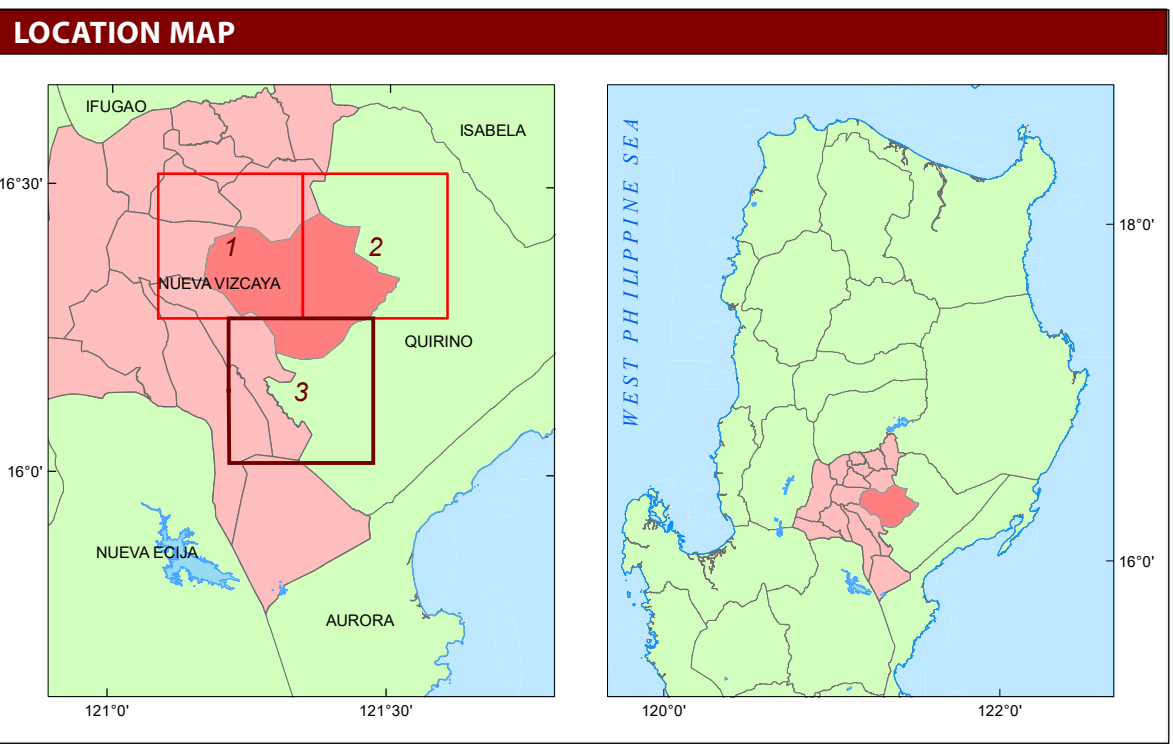 LOCATION MAP
IFUGAO
ISABELA
16°30'
1
2
NUEVA VIZCAYA
QUIRINO
3
16°0'
NUEVA ECIJA
AURORA
121°0'
121°30'
WEST PHILIPPINE SEA
18°0'
16°0'
120°0'
122°0'